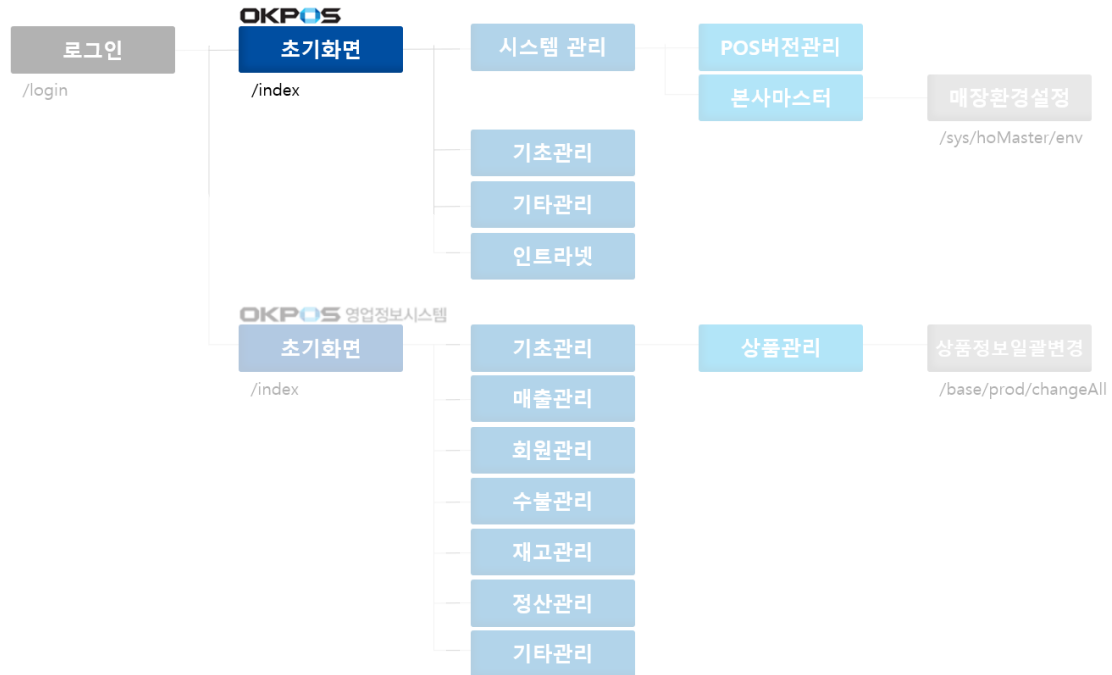 OKPOS
로그인
초기화면
시스템 관리
POS버전관리
/login
/index
본사마스터
매장환경설정
/sys/hoMaster/env
기초관리
기타관리
인트라넷
OKPOS 영업정보시스템
초기화면
기초관리
상품관리
상품정보일괄변경
/index
/base/prod/changeAll
매출관리
회원관리
수불관리
재고관리
정산관리
기타관리